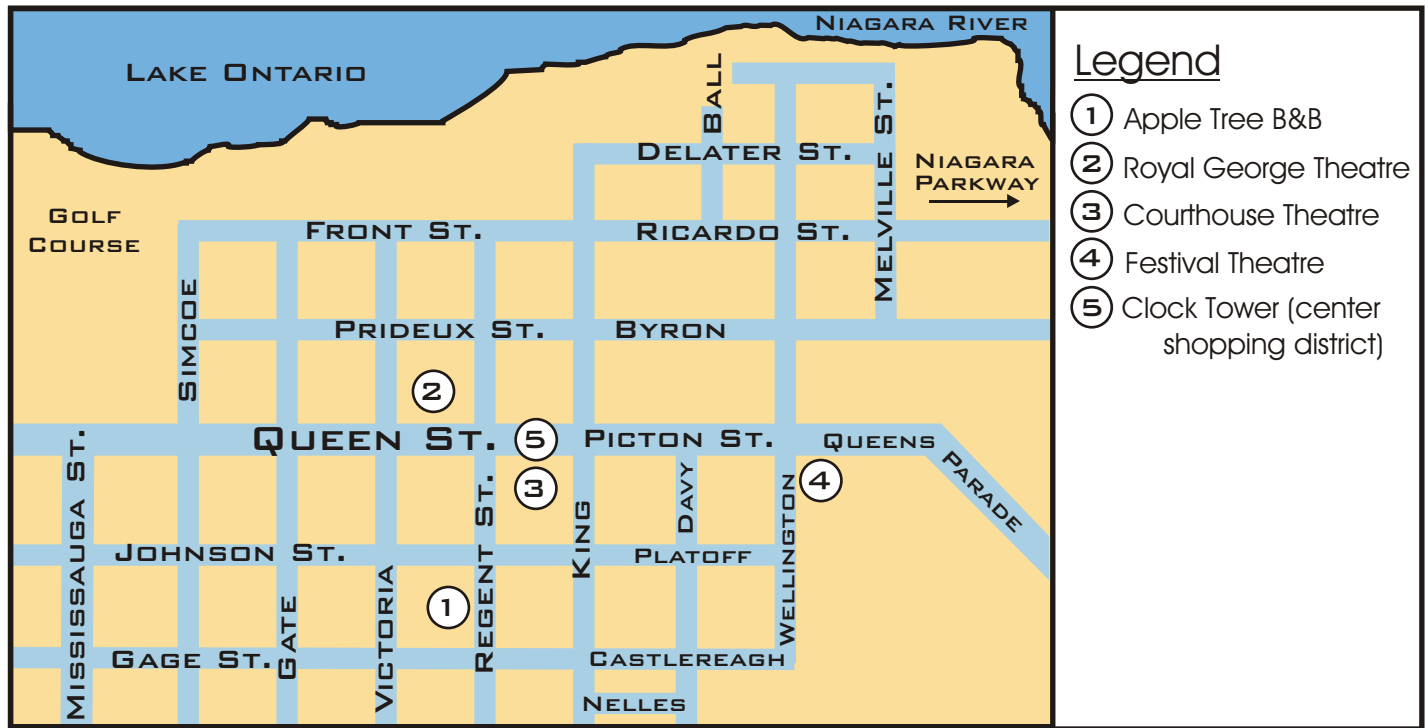 NIAGARA RIVER
LAKE ONTARIO
BALL
MELVILLE ST.
DELATER ST.
NIAGARA
PARKWAY
GOLF
COURSE
FRONT ST.
RICARDO ST.
SIMCOE
PRIDEUX ST.
BYRON
2
QUEEN ST.
5
PICTON ST.
QUEENS
PARADE
3
4
MISSISSAUGA ST.
REGENT ST.
KING
DAVY
WELLINGTON
JOHNSON ST.
PLATOFF
GATE
VICTORIA
1
GAGE ST.
CASTLEREAGH
NELLES
Legend
1 Apple Tree B&B
2 Royal George Theatre
3 Courthouse Theatre
4 Festival Theatre
5 Clock Tower (center
shopping district)